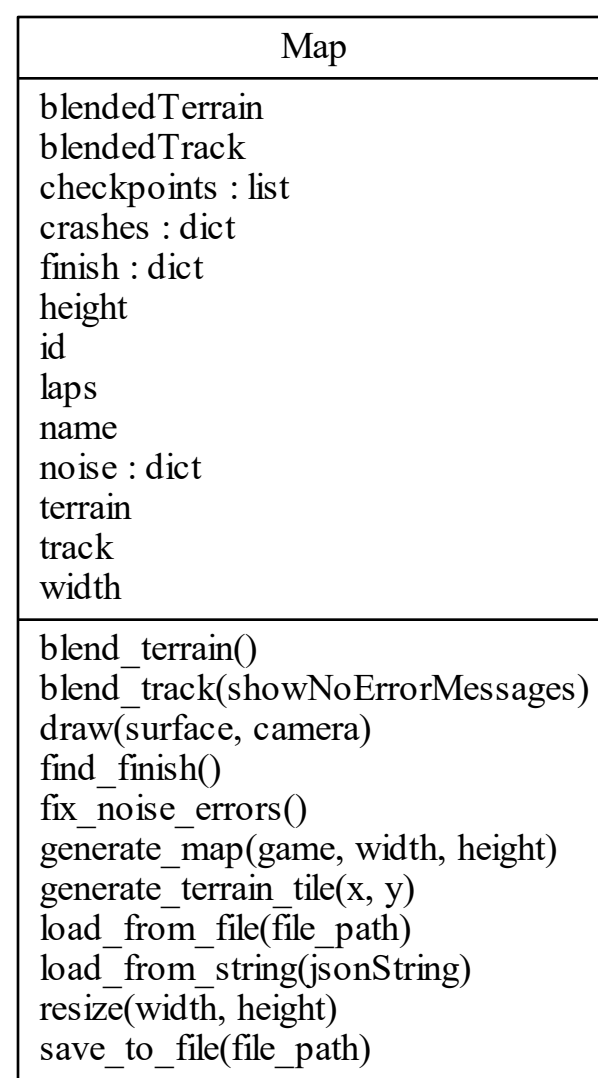 Map
blendedTerrain
blendedTrack
checkpoints : list
crashes : dict
finish : dict
height
id
laps
name
noise : dict
terrain
track
width
blend_terrain()
blend_track(showNoErrorMessages)
draw(surface, camera)
find_finish()
fix_noise_errors()
generate_map(game, width, height)
generate_terrain_tile(x, y)
load_from_file(file_path)
load_from_string(jsonString)
resize(width, height)
save_to_file(file_path)